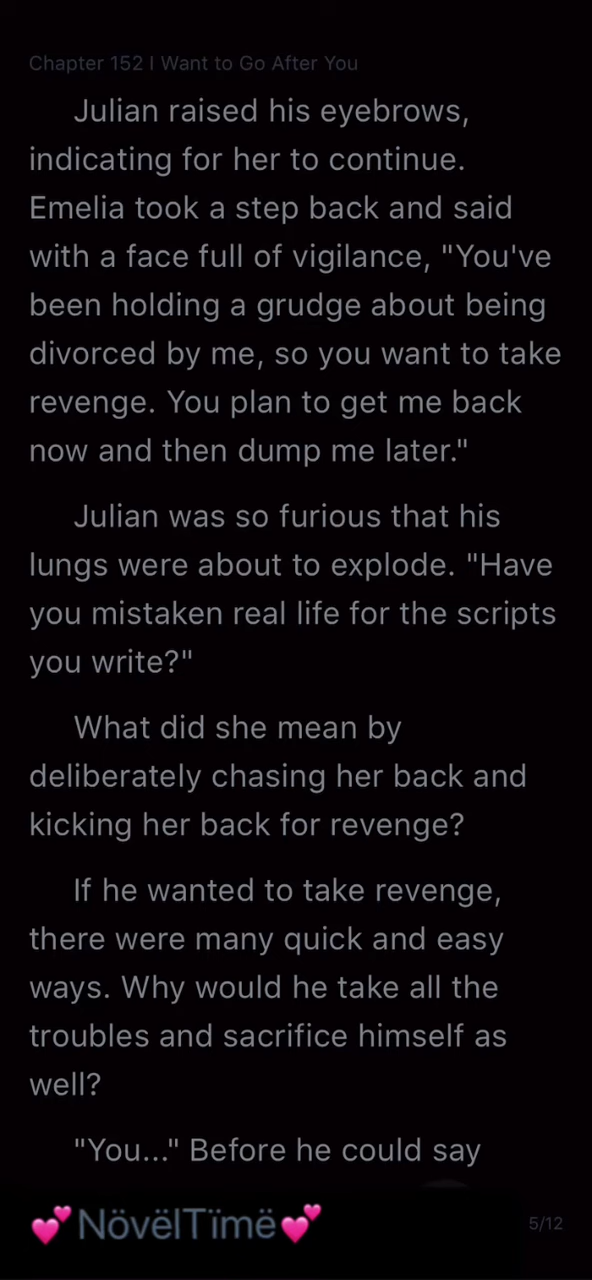 Chapter 152 I Want to Go After You
Julian raised his eyebrows,
indicating for her to continue.
Emelia took a step back and said
with a face full of vigilance, "You've
been holding a grudge about being
divorced by me, so you want to take
revenge. You plan to get me back
now and then dump me later."
Julian was so furious that his
lungs were about to explode. "Have
you mistaken real life for the scripts
you write?"
What did she mean by
deliberately chasing her back and
kicking her back for revenge?
If he wanted to take revenge,
there were many quick and easy
ways. Why would he take all the
troubles and sacrifice himself as
well?
"You..." Before he could say
💕NövëlTïmë💕
5/12